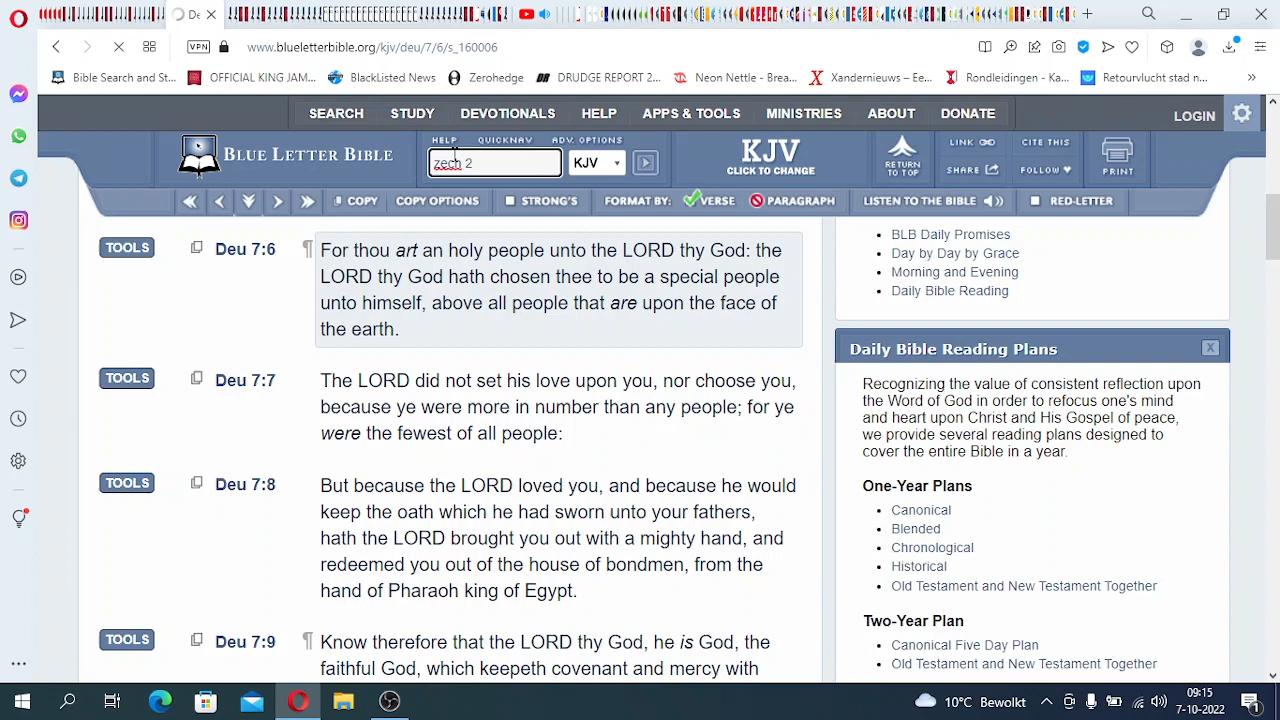 De
VPN
www.blueletterbible.org/kjv/deu/7/6/s_160006
Bible Search and St...
OFFICIAL KING JAM...
BlackListed News
Zerohedge
DRUDGE REPORT 2...
Neon Nettle - Brea...
Xandernieuws – Ee...
Rondleidingen - Ka...
Retourvlucht stad n...
»
SEARCH STUDY DEVOTIONALS HELP APPS & TOOLS MINISTRIES ABOUT DONATE
LOGIN
HELP QUICKNAV ADV. OPTIONS
BLUE LETTER BIBLE
zech 2
KJV
KJV
CLICK TO CHANGE
RETURN
TO TOP
LINK
CITE THIS
SHARE
FOLLOW
PRINT
COPY COPY OPTIONS STRONG'S FORMAT BY: VERSE PARAGRAPH LISTEN TO THE BIBLE RED-LETTER
TOOLS Deu 7:6 ¶ For thou art an holy people unto the LORD thy God: the
LORD thy God hath chosen thee to be a special people
unto himself, above all people that are upon the face of
the earth.
TOOLS Deu 7:7 The LORD did not set his love upon you, nor choose you,
because ye were more in number than any people; for ye
were the fewest of all people:
TOOLS Deu 7:8 But because the LORD loved you, and because he would
keep the oath which he had sworn unto your fathers,
hath the LORD brought you out with a mighty hand, and
redeemed you out of the house of bondmen, from the
hand of Pharaoh king of Egypt.
TOOLS Deu 7:9 ¶ Know therefore that the LORD thy God, he is God, the
faithful God, which keepeth covenant and mercy with
BLB Daily Promises
Day by Day by Grace
Morning and Evening
Daily Bible Reading
Daily Bible Reading Plans
X
Recognizing the value of consistent reflection upon
the Word of God in order to refocus one's mind
and heart upon Christ and His Gospel of peace,
we provide several reading plans designed to
cover the entire Bible in a year.
One-Year Plans
Canonical
Blended
Chronological
Historical
Old Testament and New Testament Together
Two-Year Plan
Canonical Five Day Plan
Old Testament and New Testament Together
10°C Bewolkt
09:15
7-10-2022
1